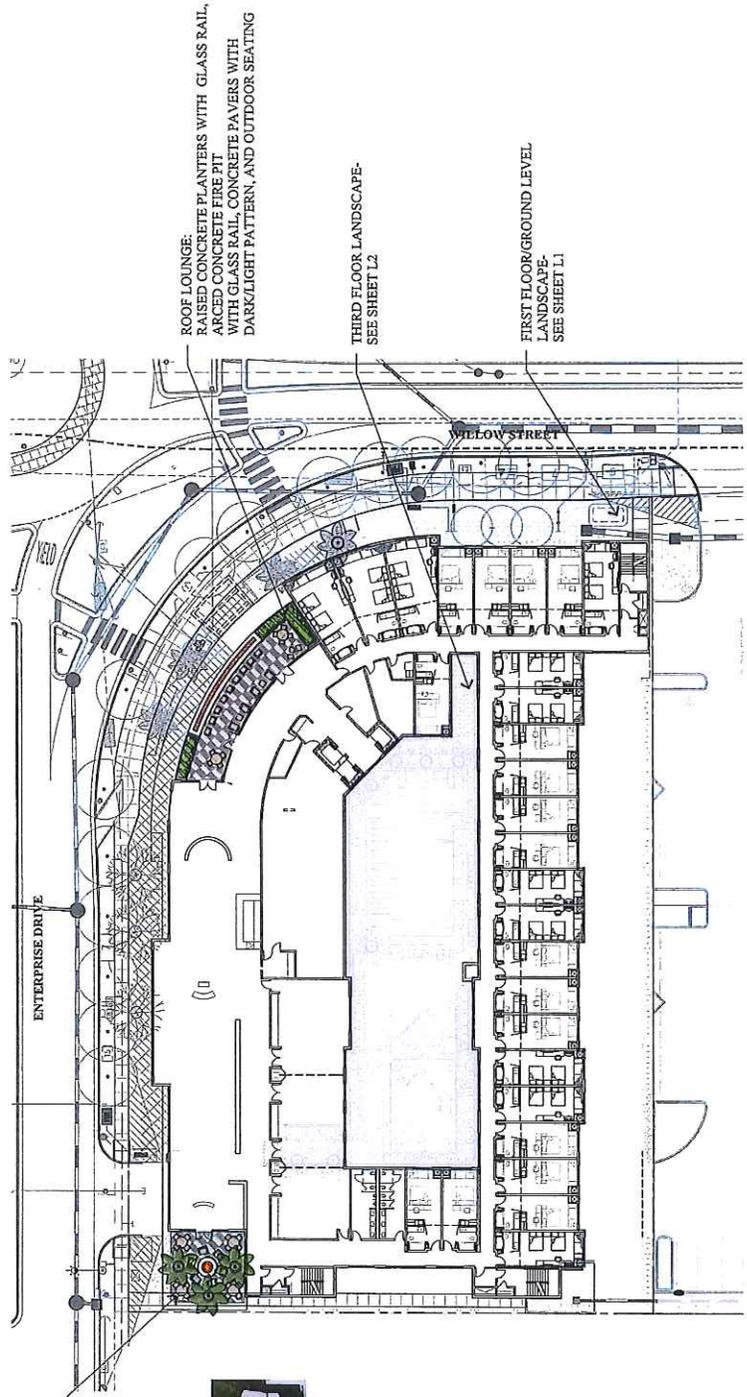 ROOF LOUNGE:
RAISED CONCRETE PLANTERS WITH GLASS RAIL,
ARCED CONCRETE FIRE PIT
WITH GLASS RAIL, CONCRETE PAVERS WITH
DARK/LIGHT PATTERN, AND OUTDOOR SEATING
THIRD FLOOR LANDSCAPE-
SEE SHEET L2
FIRST FLOOR/GROUND LEVEL
LANDSCAPE-
SEE SHEET L1
WILLOW STREET
YIELD
ENTERPRISE DRIVE